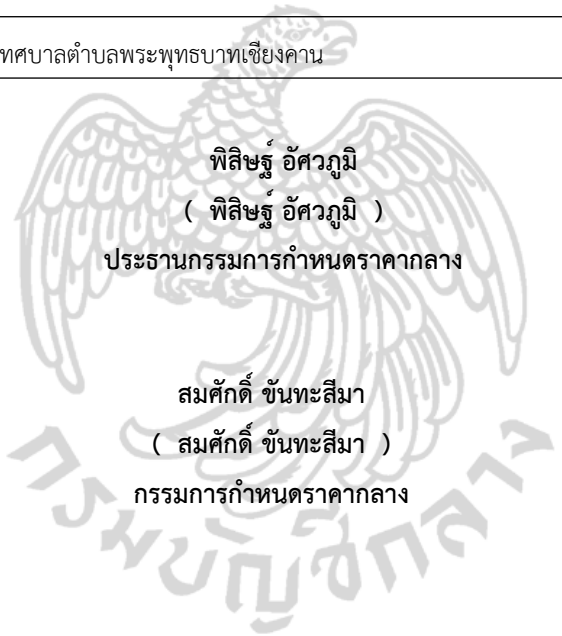 ทศบาลตำบลพระพุทธบาทเชียงคาน
พิสิษฐ์ อัศวภูมิ
( พิสิษฐ์ อัศวภูมิ )
ประธานกรรมการกำหนดราคากลาง
สมศักดิ์ ขันทะสีมา
( สมศักดิ์ ขันทะสีมา )
กรรมการกำหนดราคากลาง
กรมบัญชีกลาง